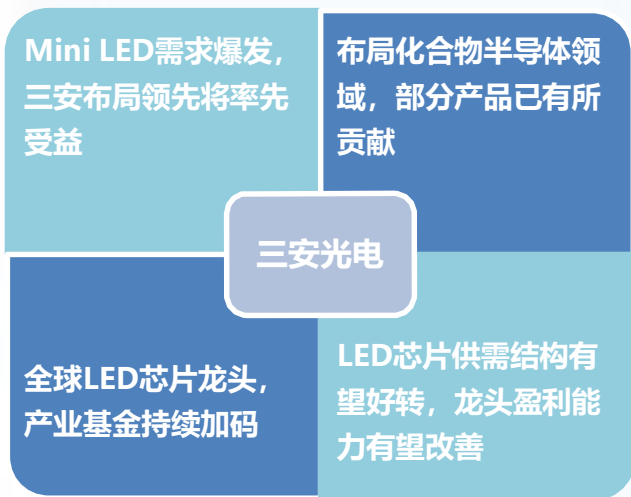 Mini LED需求爆发，
三安布局领先将率先
受益
布局化合物半导体领
域，部分产品已有所
贡献
三安光电
全球LED芯片龙头，
产业基金持续加码
LED芯片供需结构有
望好转，龙头盈利能
力有望改善